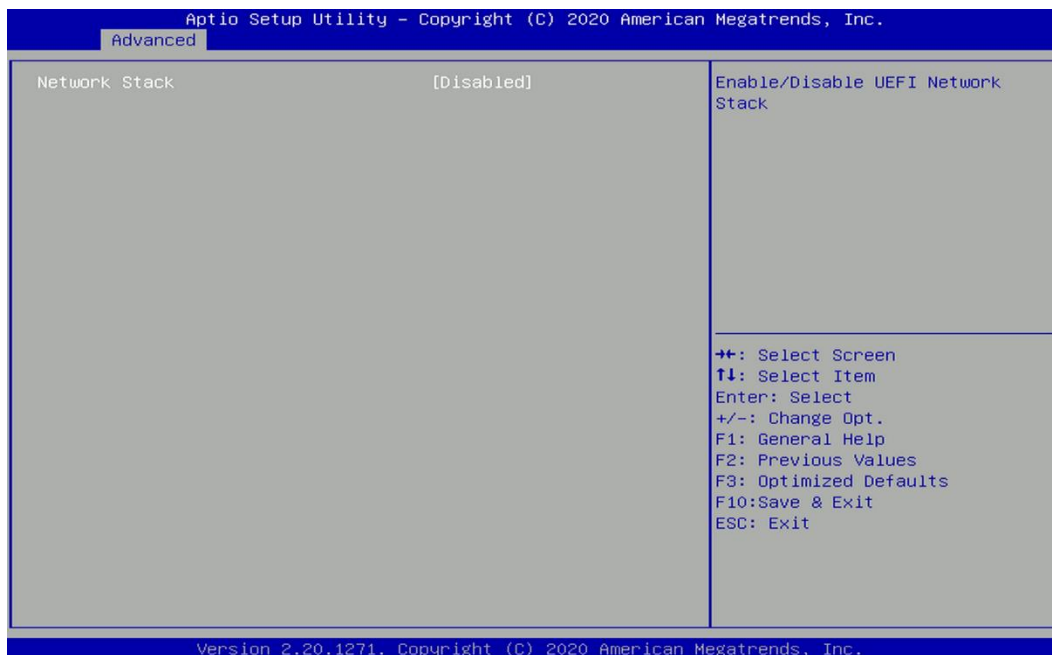 Aptio Setup Utility – Copyright (C) 2020 American Megatrends, Inc.
Advanced
Network Stack [Disabled]
Enable/Disable UEFI Network
Stack
→←: Select Screen
↑↓: Select Item
Enter: Select
+/-: Change Opt.
F1: General Help
F2: Previous Values
F3: Optimized Defaults
F10:Save & Exit
ESC: Exit
Version 2.20.1271. Copyright (C) 2020 American Megatrends, Inc.